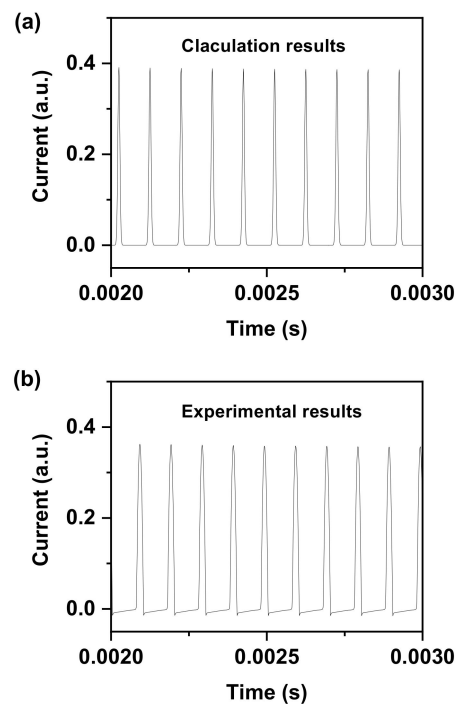 (a)
Claculation results
0.4
0.2
0.0
Current (a.u.)
0.0020 0.0025 0.0030
Time (s)
(b)
Experimental results
0.4
0.2
0.0
Current (a.u.)
0.0020 0.0025 0.0030
Time (s)